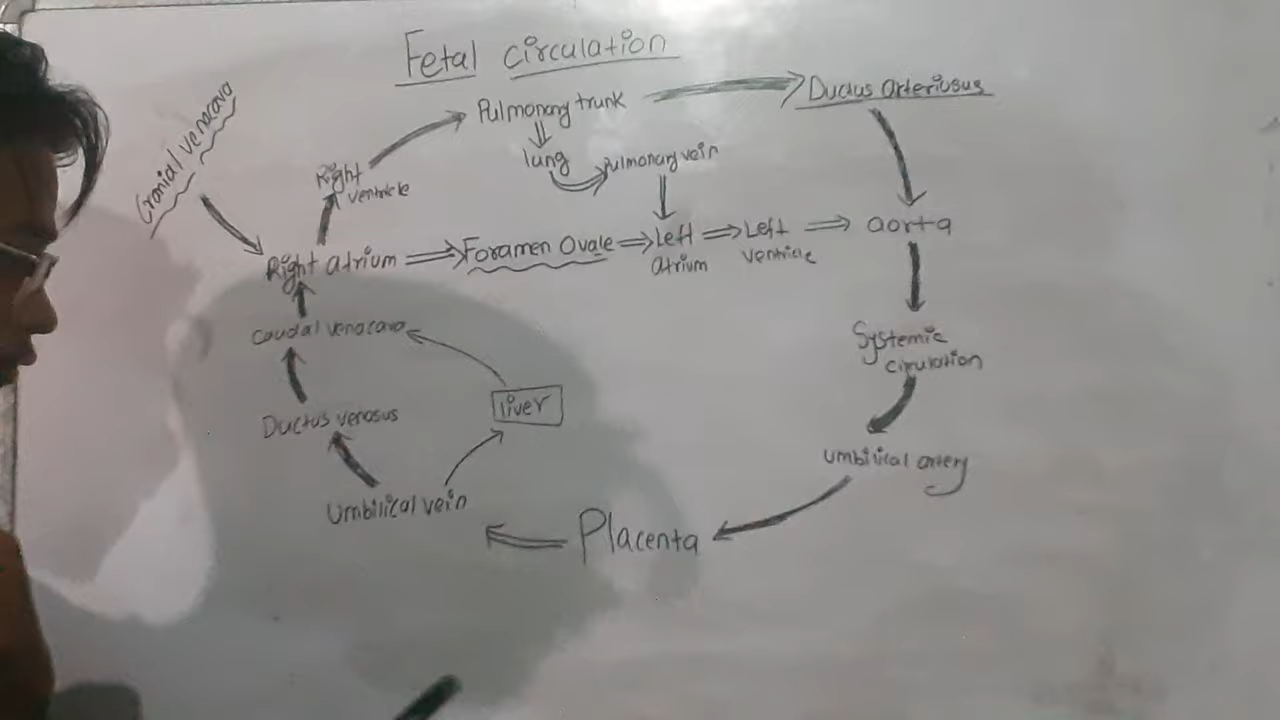 Fetal circulation
Cranial venacava
Pulmonary trunk
Ductus arteriosus
lung
Pulmonary vein
Right
ventricle
Right atrium
Foramen Ovale
Left
atrium
Left
ventricle
aorta
Caudal venacava
Systemic
circulation
liver
Ductus venosus
Umbilical artery
Umbilical vein
Placenta